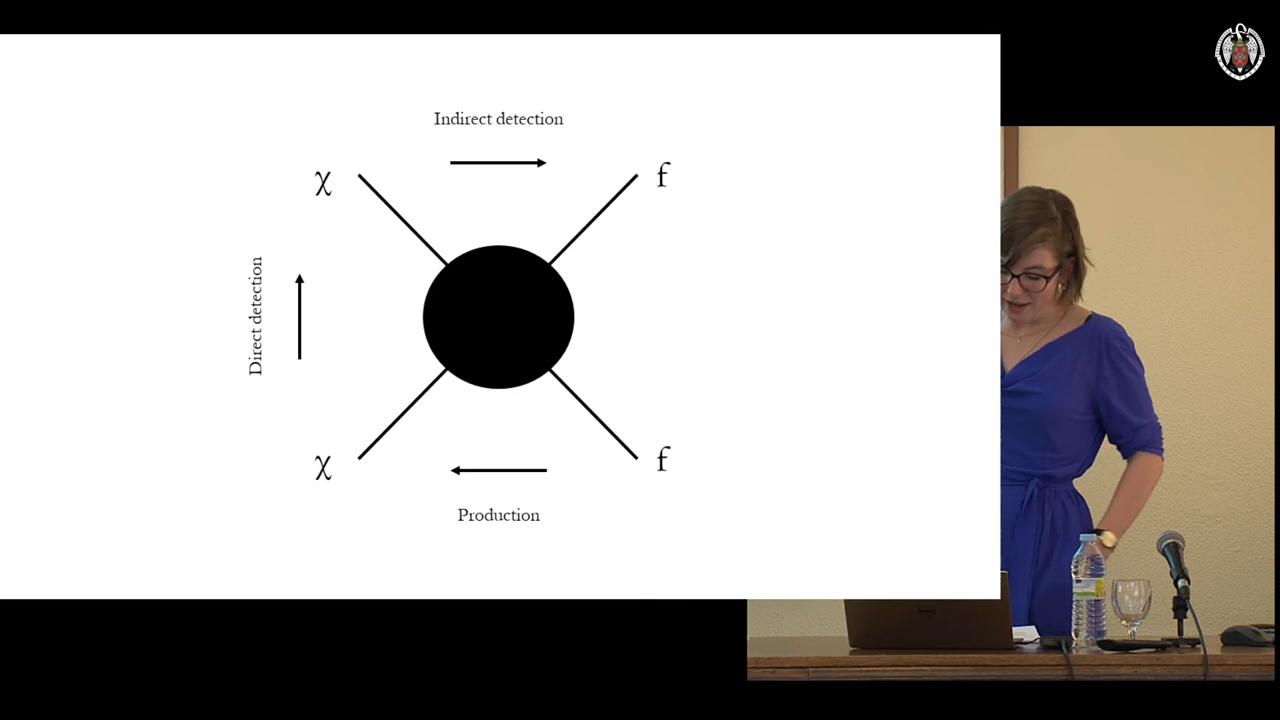 Indirect detection
χ
f
Direct detection
χ
f
Production